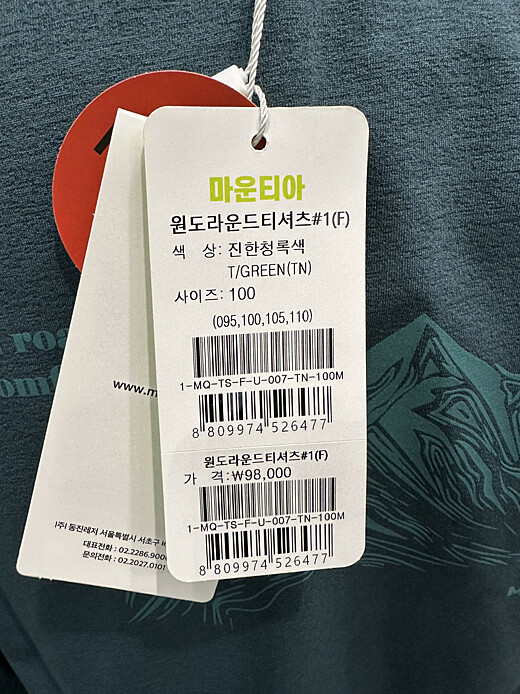 마운티아
원도라운드티셔츠#1(F)
색 상: 진한청록색
T/GREEN(TN)
사이즈: 100
(095,100,105,110)
1-MQ-TS-F-U-007-TN-100M
8 809974 526477
원도라운드티셔츠#1(F)
가 격:₩98,000
1-MQ-TS-F-U-007-TN-100M
8 809974 526477
www.m
(주) 동진레저 서울특별시 서초구
대표전화 : 02.2286.900
문의전화 : 02.2027.0101
roa